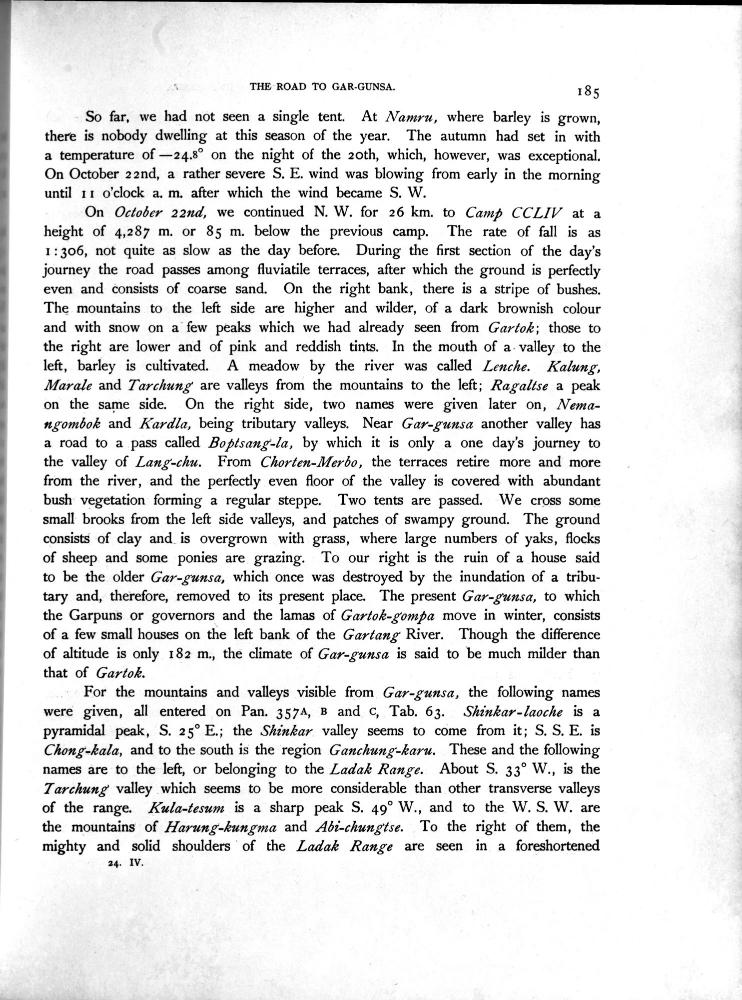 THE ROAD TO GAR-GUNSA.
185
So far, we had not seen a single tent. At Namru, where barley is grown,
there is nobody dwelling at this season of the year. The autumn had set in with
a temperature of —24.8° on the night of the 20th, which, however, was exceptional.
On October 22nd, a rather severe S. E. wind was blowing from early in the morning
until 11 o'clock a. m. after which the wind became S. W.
On October 22nd, we continued N. W. for 26 km. to Camp CCLIV at a
height of 4,287 m. or 85 m. below the previous camp. The rate of fall is as
1:306, not quite as slow as the day before. During the first section of the day's
journey the road passes among fluviatile terraces, after which the ground is perfectly
even and consists of coarse sand. On the right bank, there is a stripe of bushes.
The mountains to the left side are higher and wilder, of a dark brownish colour
and with snow on a few peaks which we had already seen from Gartok; those to
the right are lower and of pink and reddish tints. In the mouth of a valley to the
left, barley is cultivated. A meadow by the river was called Lenche. Kalung,
Marale and Tarchung are valleys from the mountains to the left; Ragaltse a peak
on the same side. On the right side, two names were given later on, Nema-
ngombok and Kardla, being tributary valleys. Near Gar-gunsa another valley has
a road to a pass called Boptsang-la, by which it is only a one day's journey to
the valley of Lang-chu. From Chorten-Merbo, the terraces retire more and more
from the river, and the perfectly even floor of the valley is covered with abundant
bush vegetation forming a regular steppe. Two tents are passed. We cross some
small brooks from the left side valleys, and patches of swampy ground. The ground
consists of clay and is overgrown with grass, where large numbers of yaks, flocks
of sheep and some ponies are grazing. To our right is the ruin of a house said
to be the older Gar-gunsa, which once was destroyed by the inundation of a tribu-
tary and, therefore, removed to its present place. The present Gar-gunsa, to which
the Garpuns or governors and the lamas of Gartok-gompa move in winter, consists
of a few small houses on the left bank of the Gartang River. Though the difference
of altitude is only 182 m., the climate of Gar-gunsa is said to be much milder than
that of Gartok.
For the mountains and valleys visible from Gar-gunsa, the following names
were given, all entered on Pan. 357A, B and C, Tab. 63. Shinkar-laoche is a
pyramidal peak, S. 25° E.; the Shinkar valley seems to come from it; S. S. E. is
Chong-kala, and to the south is the region Ganchung-karu. These and the following
names are to the left, or belonging to the Ladak Range. About S. 33° W., is the
Tarchung valley which seems to be more considerable than other transverse valleys
of the range. Kula-tesum is a sharp peak S. 49° W., and to the W. S. W. are
the mountains of Harung-kungma and Abi-chungtse. To the right of them, the
mighty and solid shoulders of the Ladak Range are seen in a foreshortened
24. IV.